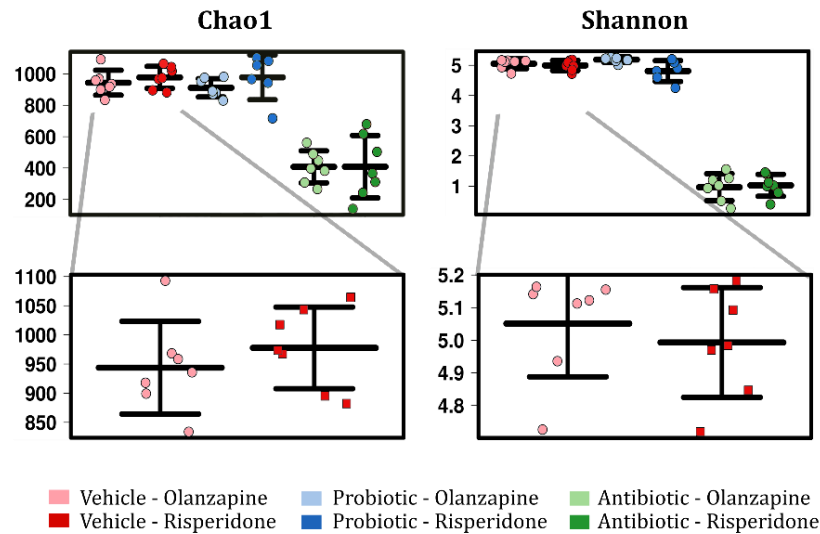 Chao1
Shannon
1000
800
600
400
200
5
4
3
2
1
1100
1050
1000
950
900
850
5.2
5.1
5.0
4.9
4.8
Vehicle - Olanzapine
Probiotic - Olanzapine
Antibiotic - Olanzapine
Vehicle - Risperidone
Probiotic - Risperidone
Antibiotic - Risperidone